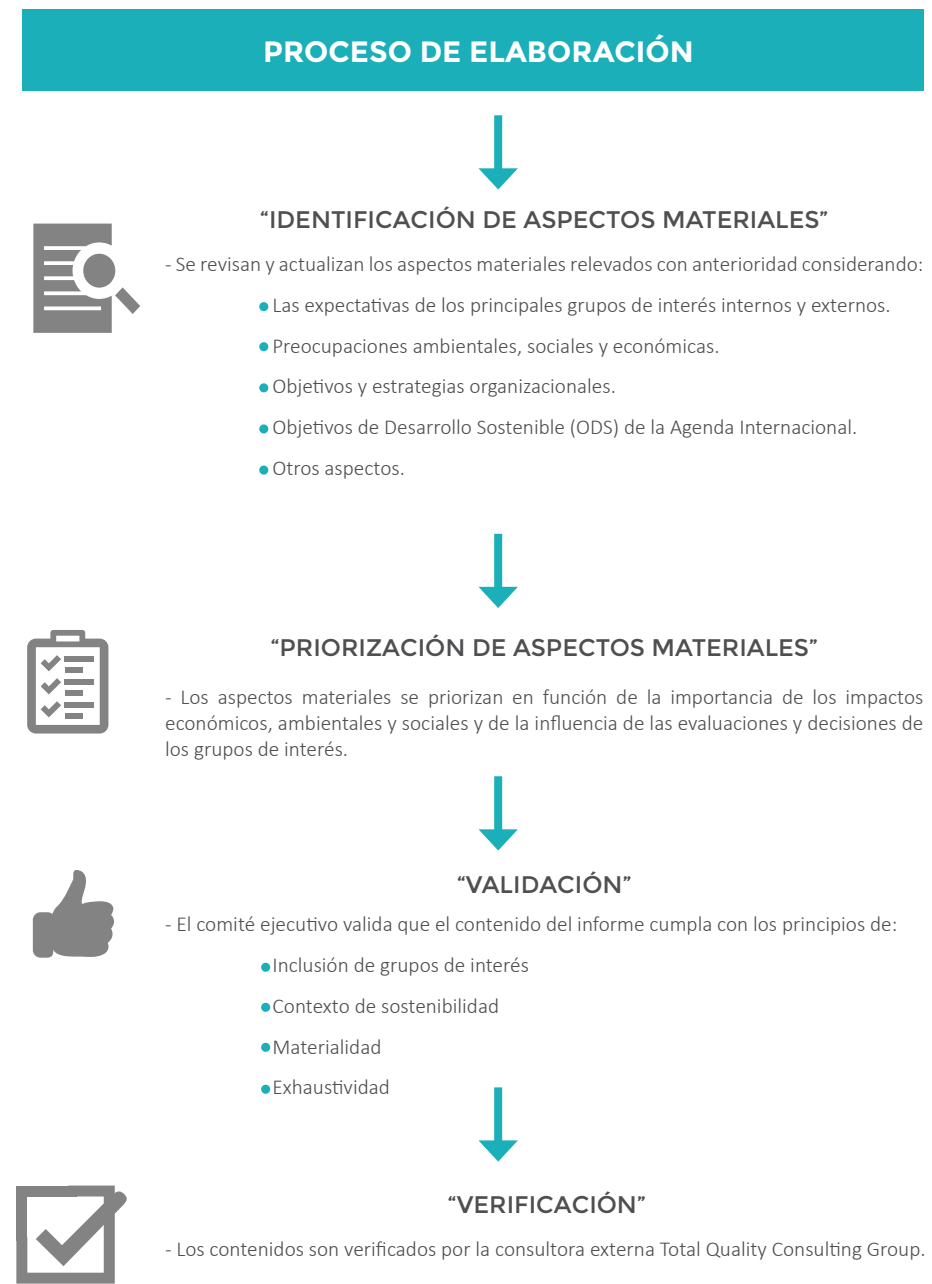 PROCESO DE ELABORACIÓN
“IDENTIFICACIÓN DE ASPECTOS MATERIALES”
- Se revisan y actualizan los aspectos materiales relevados con anterioridad considerando:
● Las expectativas de los principales grupos de interés internos y externos.
● Preocupaciones ambientales, sociales y económicas.
● Objetivos y estrategias organizacionales.
● Objetivos de Desarrollo Sostenible (ODS) de la Agenda Internacional.
● Otros aspectos.
“PRIORIZACIÓN DE ASPECTOS MATERIALES”
- Los aspectos materiales se priorizan en función de la importancia de los impactos
económicos, ambientales y sociales y de la influencia de las evaluaciones y decisiones de
los grupos de interés.
“VALIDACIÓN”
- El comité ejecutivo valida que el contenido del informe cumpla con los principios de:
● Inclusión de grupos de interés
● Contexto de sostenibilidad
● Materialidad
● Exhaustividad
“VERIFICACIÓN”
- Los contenidos son verificados por la consultora externa Total Quality Consulting Group.